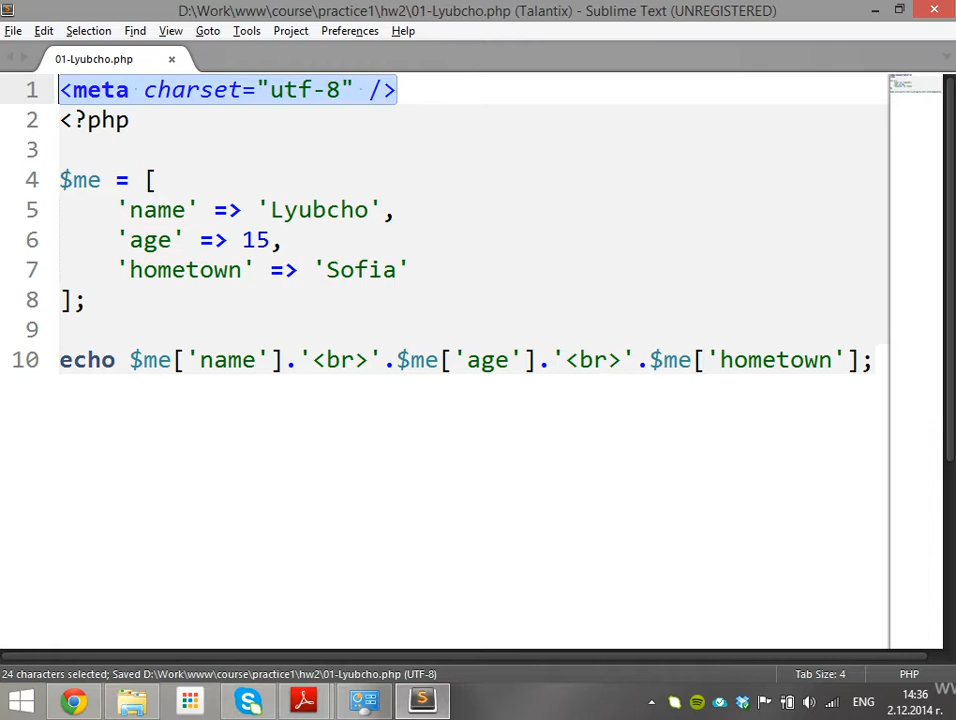 D:\Work\www\course\practice1\hw2\01-Lyubcho.php (Talantix) - Sublime Text (UNREGISTERED)
File Edit Selection Find View Goto Tools Project Preferences Help
01-Lyubcho.php
1 <meta charset="utf-8" />
2 <?php
3
4 $me = [
5 'name' => 'Lyubcho',
6 'age' => 15,
7 'hometown' => 'Sofia'
8 ];
9
10 echo $me['name'].'<br>'.$me['age'].'<br>'.$me['hometown'];
24 characters selected; Saved D:\Work\www\course\practice1\hw2\01-Lyubcho.php (UTF-8) Tab Size: 4 PHP
ENG 14:36
2.12.2014 г.